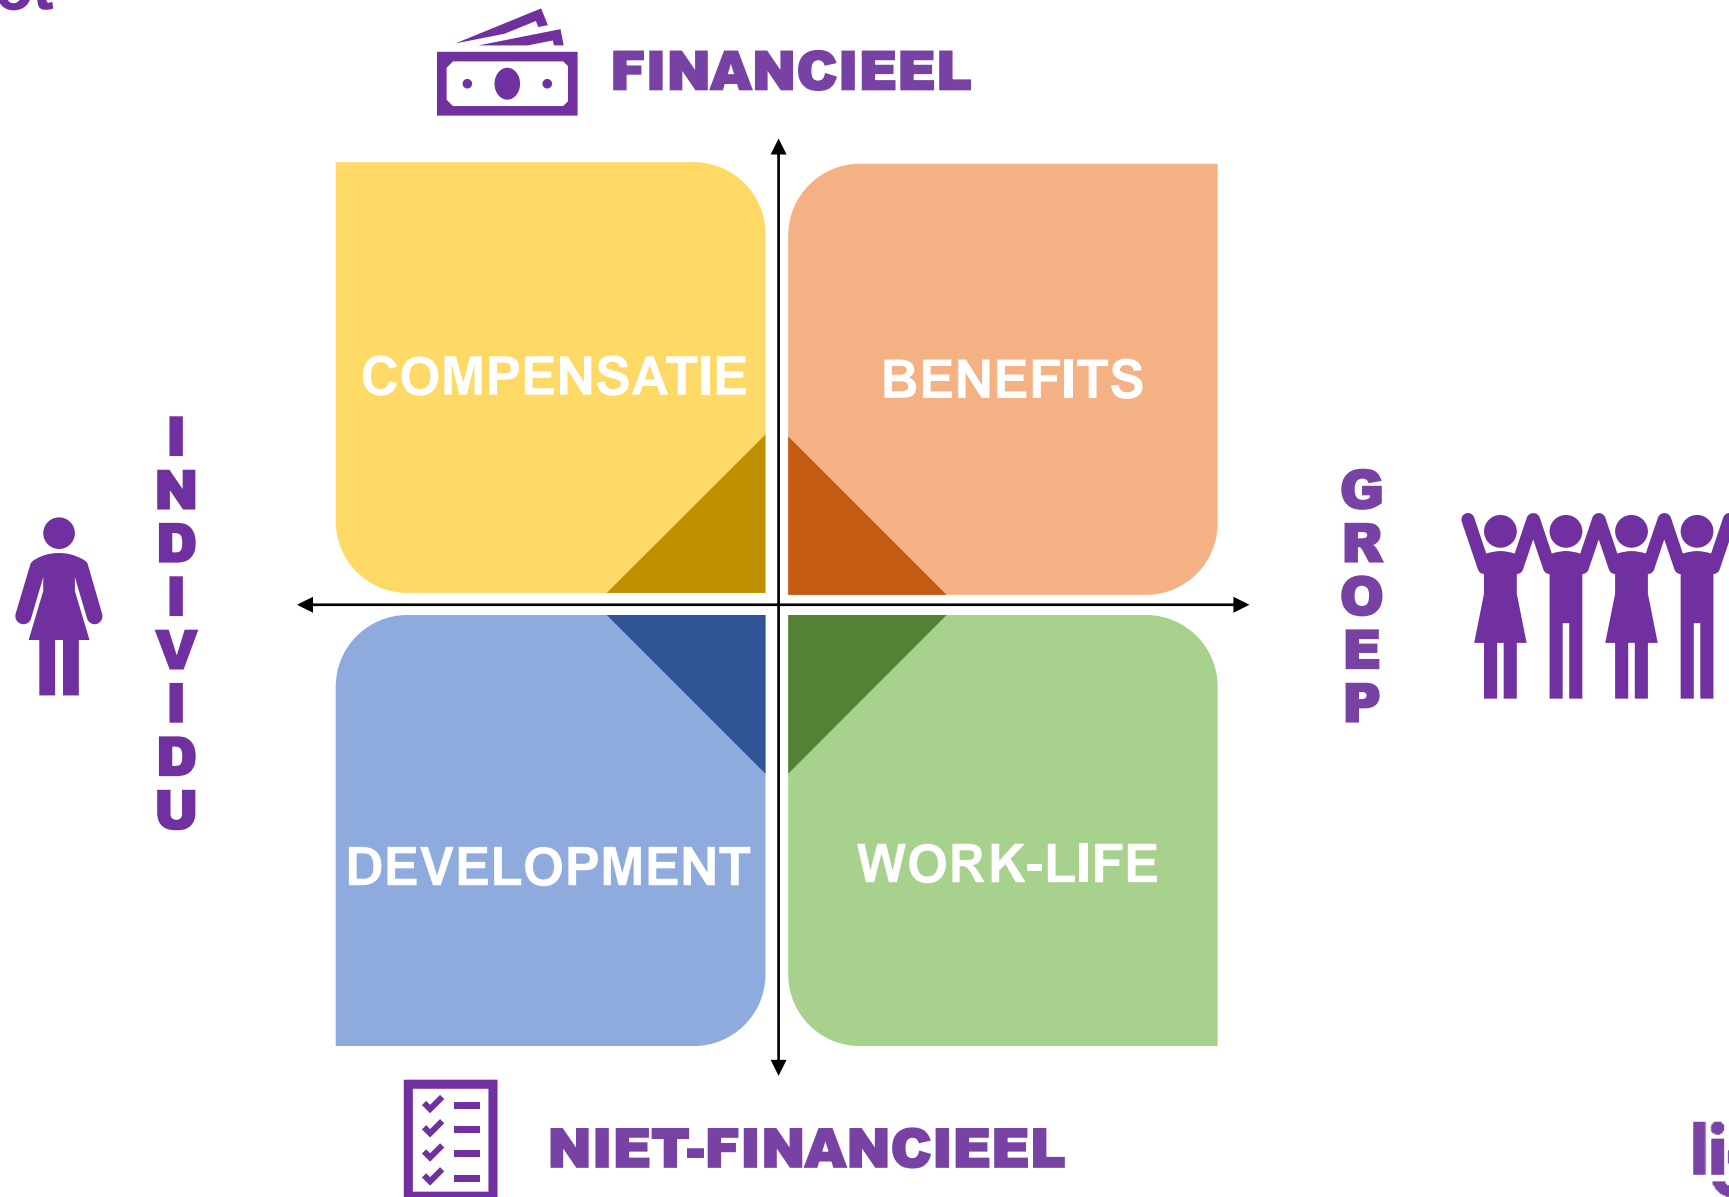 FINANCIEEL
COMPENSATIE
BENEFITS
INDIVIDU
GROEP
DEVELOPMENT
WORK-LIFE
NIET-FINANCIEEL